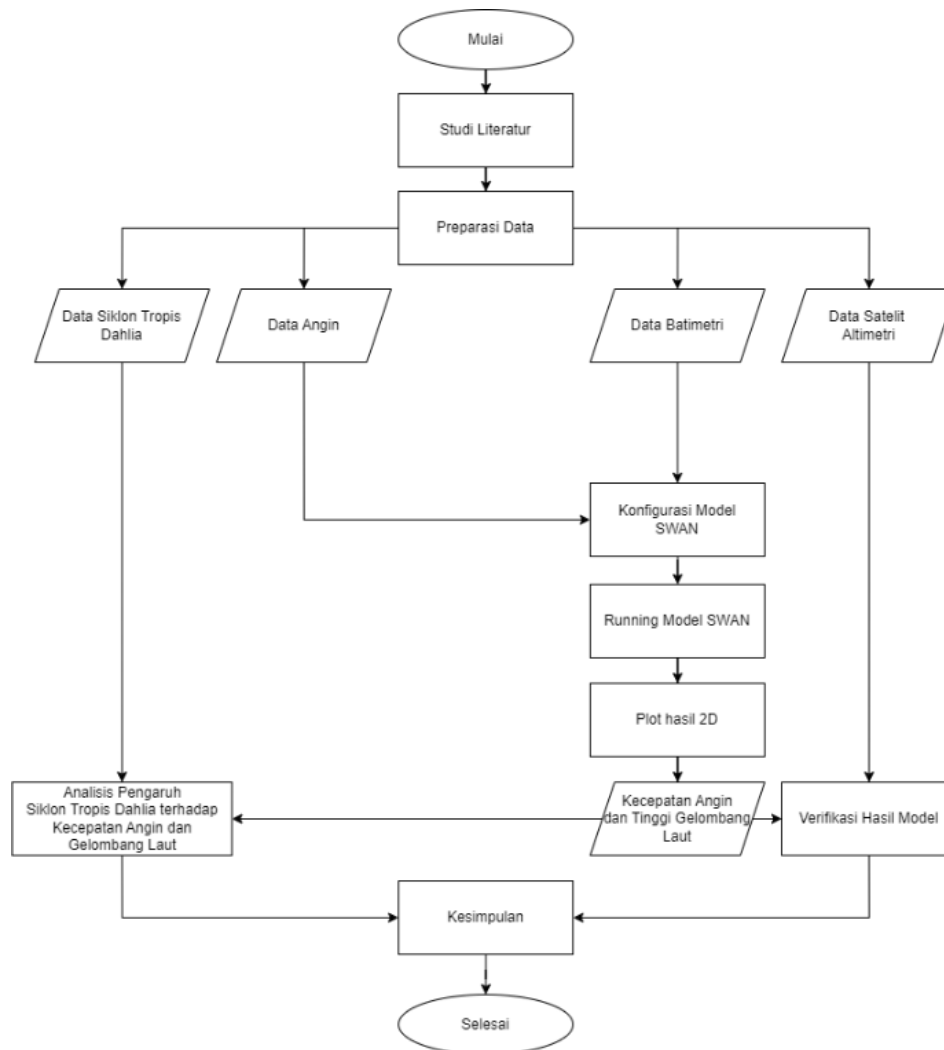 Mulai
Studi Literatur
Preparasi Data
Data Siklon Tropis
Dahlia
Data Angin
Data Batimetri
Data Satelit
Altimetri
Konfigurasi Model
SWAN
Running Model SWAN
Plot hasil 2D
Analisis Pengaruh
Siklon Tropis Dahlia terhadap
Kecepatan Angin dan
Gelombang Laut
Kecepatan Angin
dan Tinggi Gelombang
Laut
Verifikasi Hasil Model
Kesimpulan
Selesai